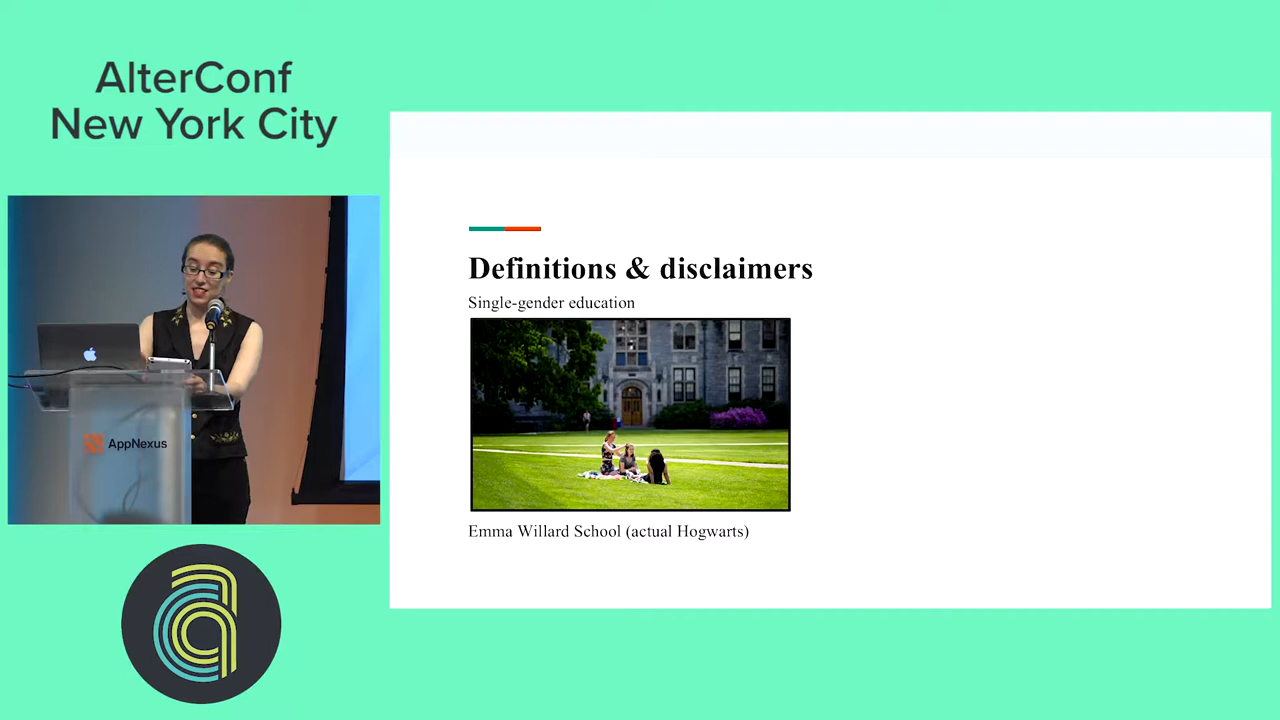 AlterConf
New York City
AppNexus
Definitions & disclaimers
Single-gender education
Emma Willard School (actual Hogwarts)